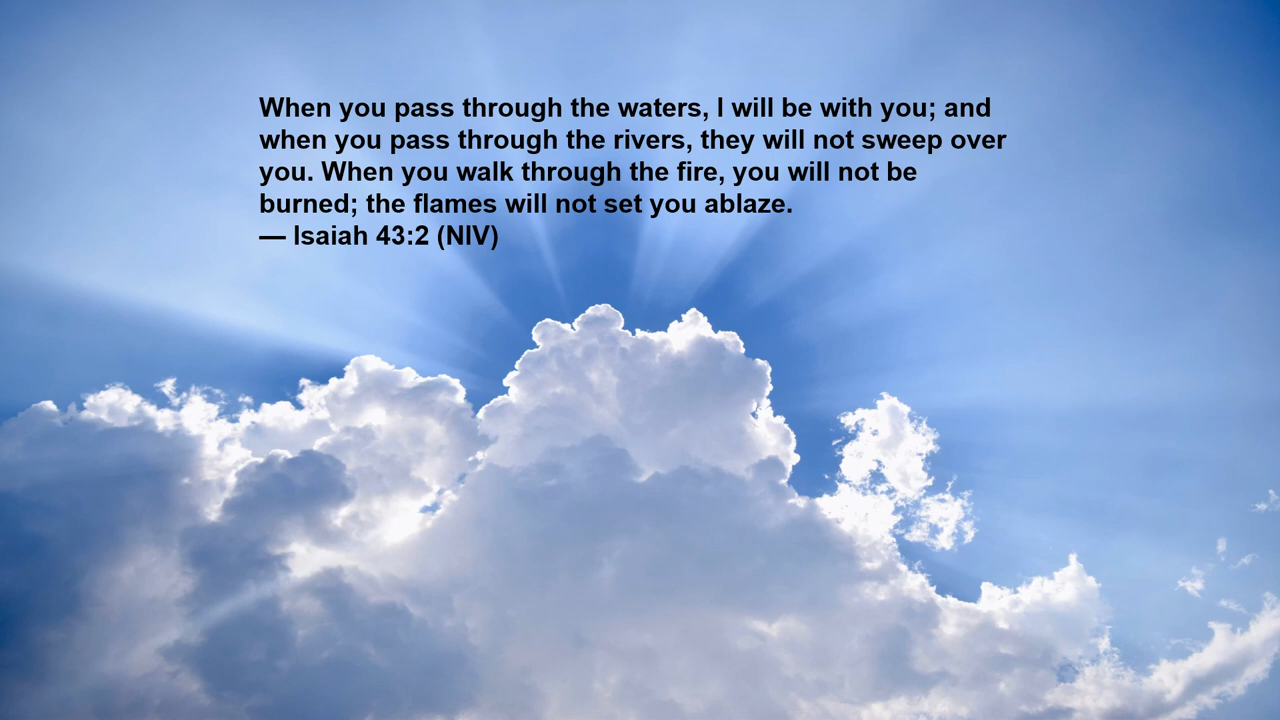 When you pass through the waters, I will be with you; and
when you pass through the rivers, they will not sweep over
you. When you walk through the fire, you will not be
burned; the flames will not set you ablaze.
— Isaiah 43:2 (NIV)